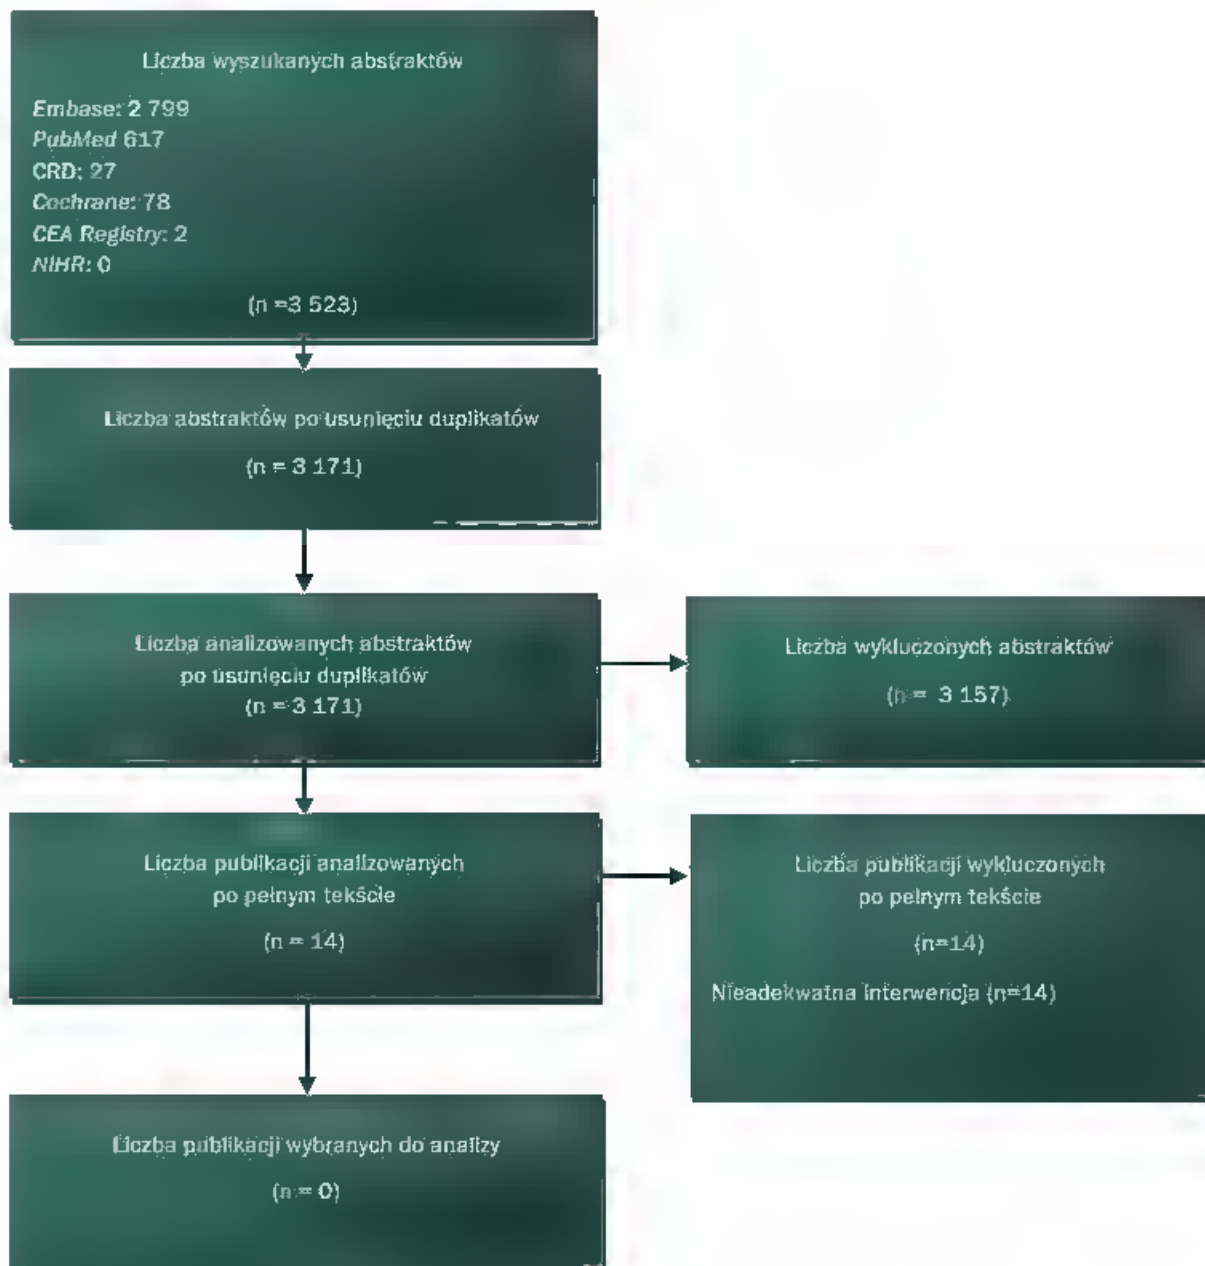 Liczba wyszukanych abstraktów
Embase: 2 799
PubMed 617
CRD: 27
Cochrane: 78
CEA Registry: 2
NIHR: 0
(n =3 523)
Liczba abstraktów po usunięciu duplikatów
(n = 3 171)
Liczba analizowanych abstraktów
po usunięciu duplikatów
(n = 3 171)
Liczba wykluczonych abstraktów
(n = 3 157)
Liczba publikacji analizowanych
po pełnym tekście
(n = 14)
Liczba publikacji wykluczonych
po pełnym tekście
(n=14)
Nieadekwatna interwencja (n=14)
Liczba publikacji wybranych do analizy
(n = 0)